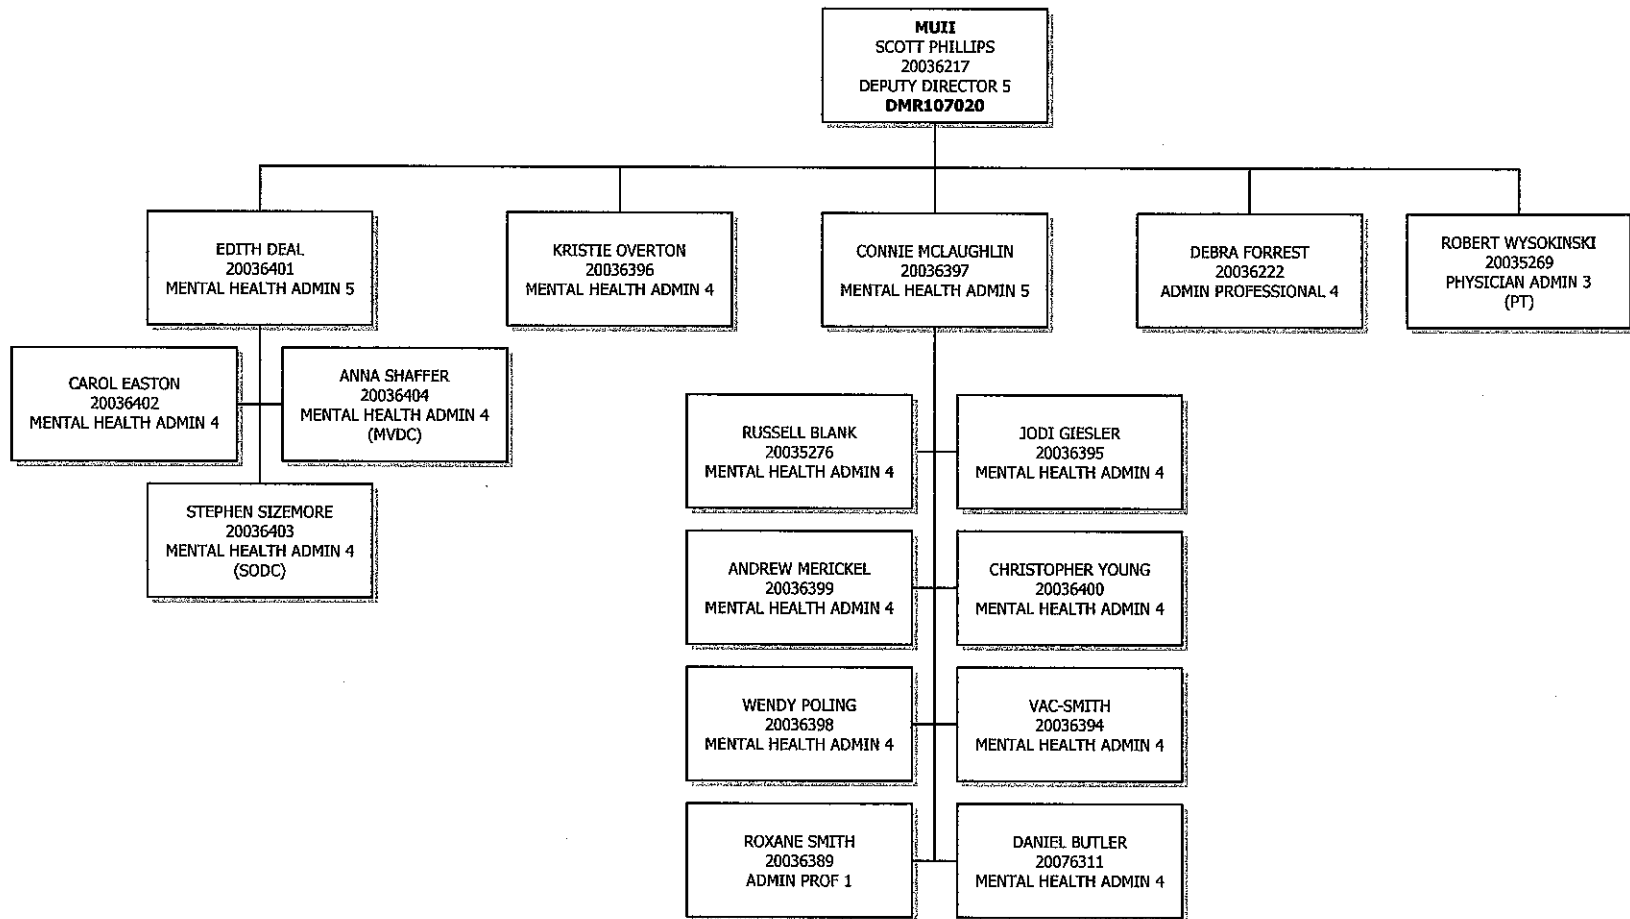 MUII
SCOTT PHILLIPS
20036217
DEPUTY DIRECTOR 5
DMR107020
EDITH DEAL
20036401
MENTAL HEALTH ADMIN 5
KRISTIE OVERTON
20036396
MENTAL HEALTH ADMIN 4
CONNIE MCLAUGHLIN
20036397
MENTAL HEALTH ADMIN 5
DEBRA FORREST
20036222
ADMIN PROFESSIONAL 4
ROBERT WYSOKINSKI
20035269
PHYSICIAN ADMIN 3
(PT)
CAROL EASTON
20036402
MENTAL HEALTH ADMIN 4
ANNA SHAFFER
20036404
MENTAL HEALTH ADMIN 4
(MVDC)
STEPHEN SIZEMORE
20036403
MENTAL HEALTH ADMIN 4
(SODC)
RUSSELL BLANK
20035276
MENTAL HEALTH ADMIN 4
JODI GIESLER
20036395
MENTAL HEALTH ADMIN 4
ANDREW MERICKEL
20036399
MENTAL HEALTH ADMIN 4
CHRISTOPHER YOUNG
20036400
MENTAL HEALTH ADMIN 4
WENDY POLING
20036398
MENTAL HEALTH ADMIN 4
VAC-SMITH
20036394
MENTAL HEALTH ADMIN 4
ROXANE SMITH
20036389
ADMIN PROF 1
DANIEL BUTLER
20076311
MENTAL HEALTH ADMIN 4